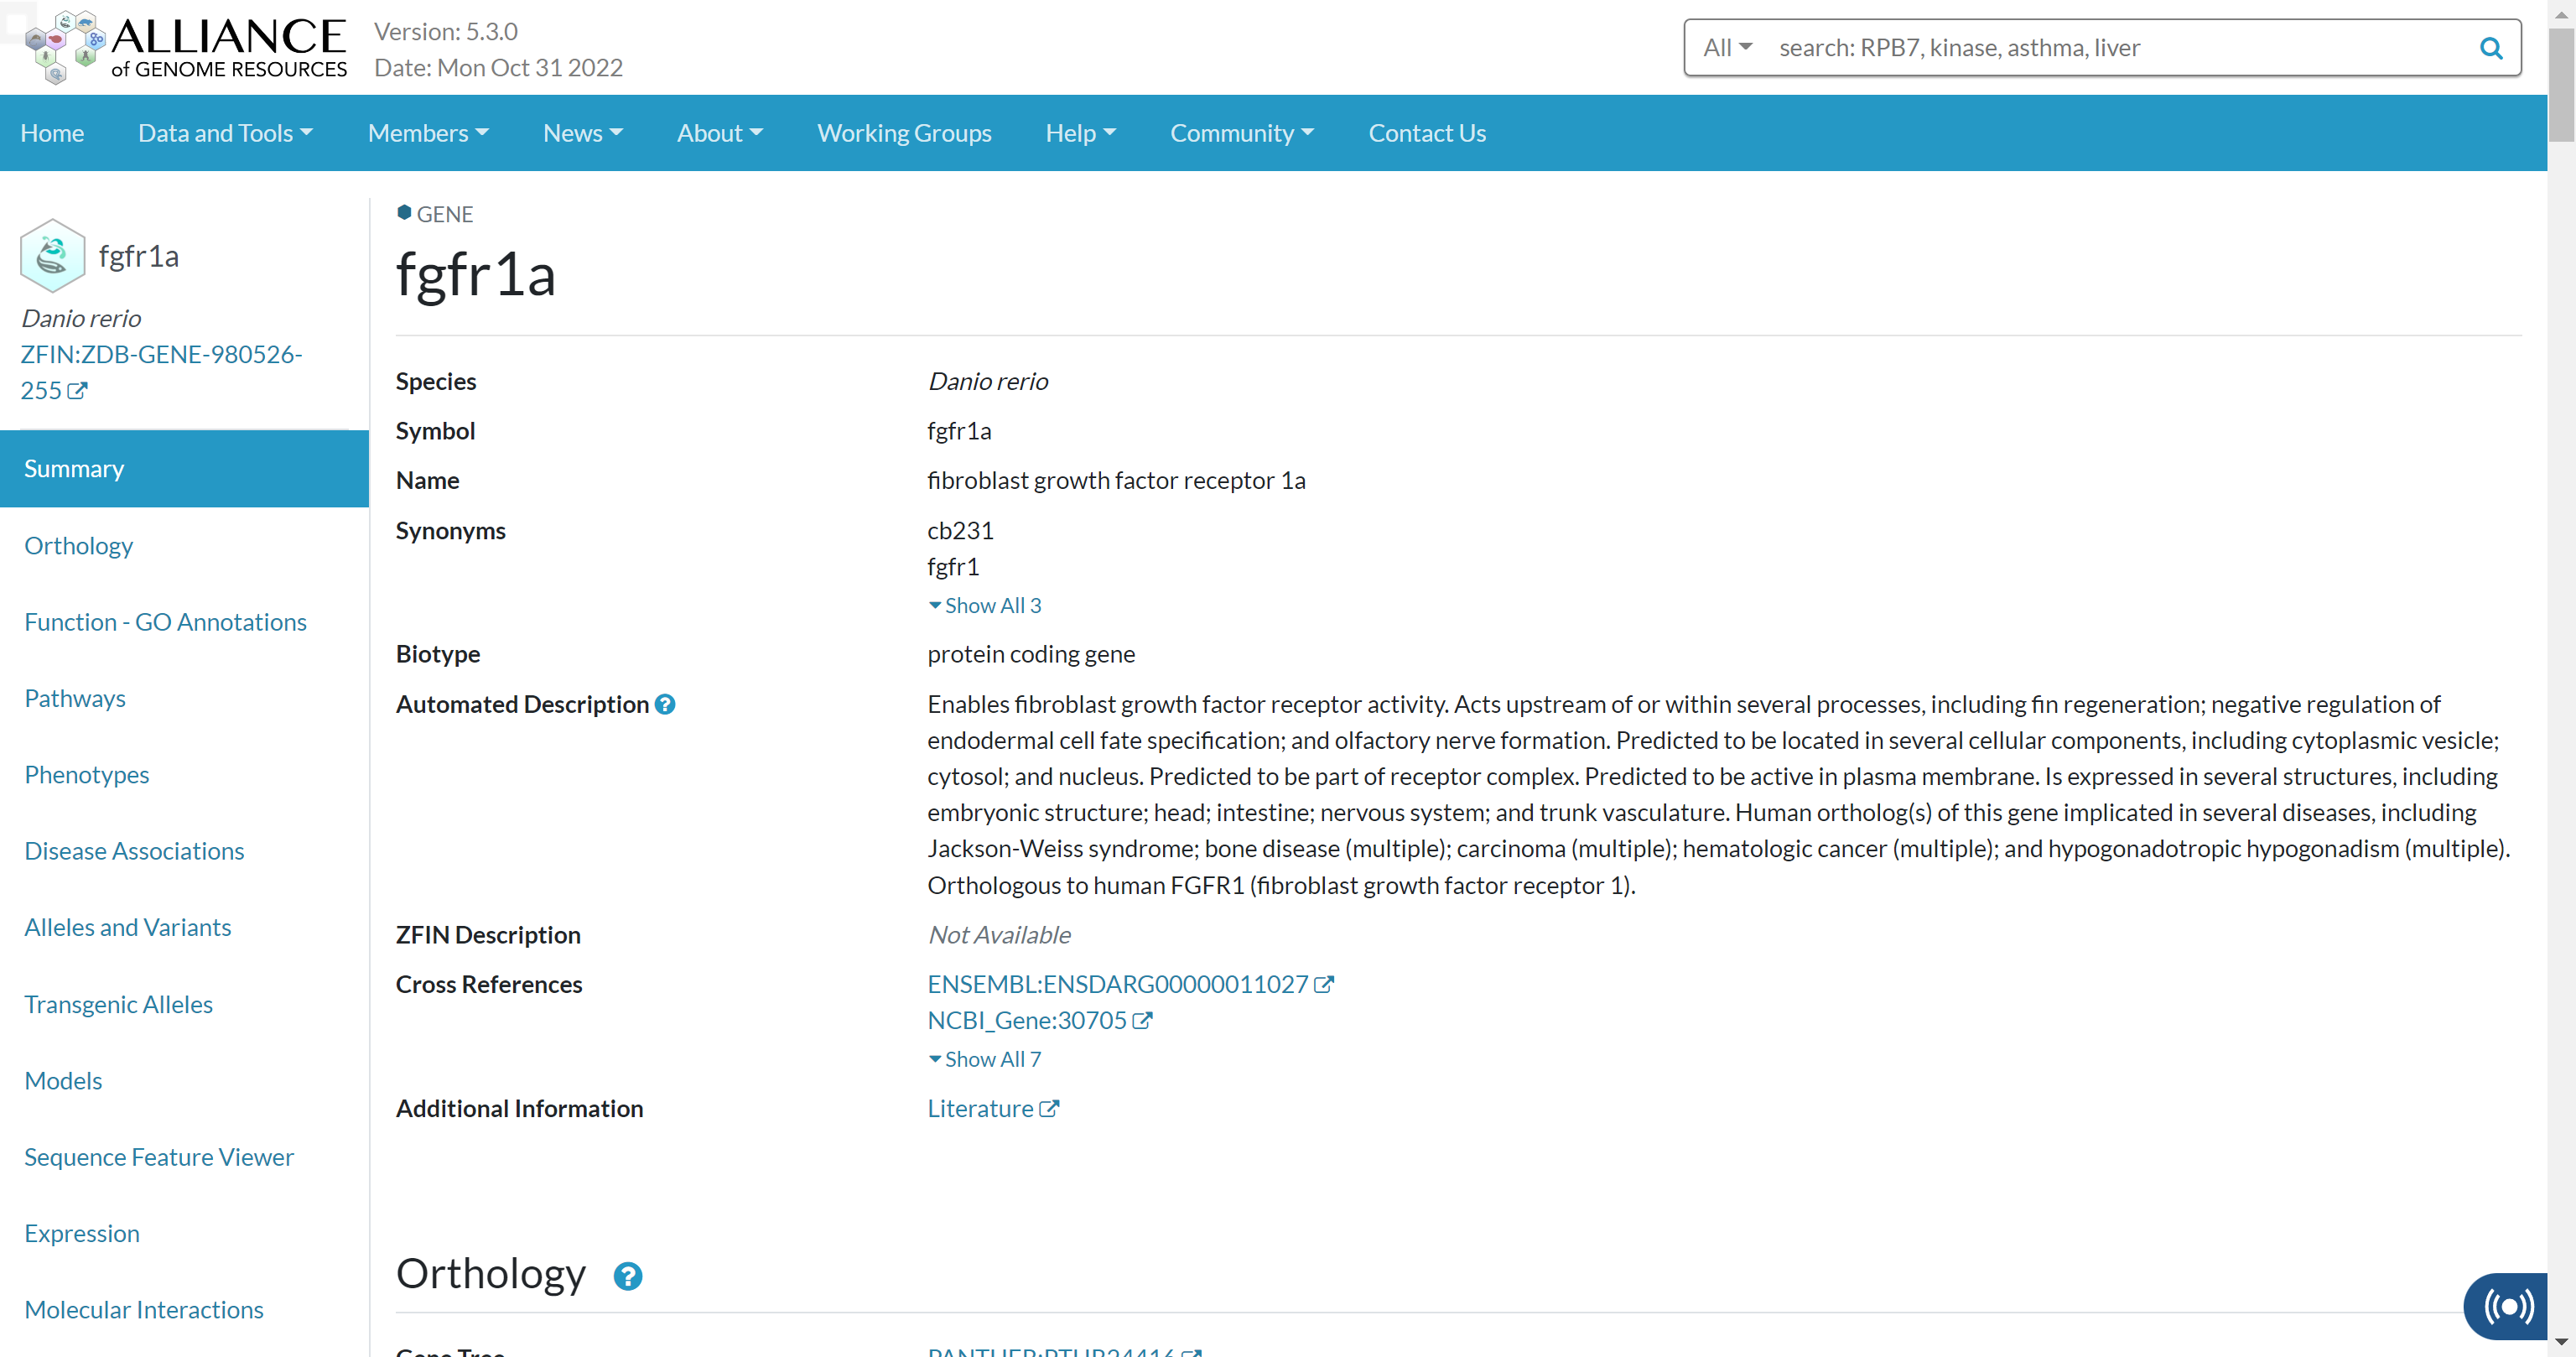 ALLIANCE
of GENOME RESOURCES
Version: 5.3.0
Date: Mon Oct 31 2022
All search: RPB7, kinase, asthma, liver
Home Data and Tools Members News About Working Groups Help Community Contact Us
fgfr1a
Danio rerio
ZFIN:ZDB-GENE-980526-
255
Summary
Orthology
Function - GO Annotations
Pathways
Phenotypes
Disease Associations
Alleles and Variants
Transgenic Alleles
Models
Sequence Feature Viewer
Expression
Molecular Interactions
GENE
fgfr1a
Species Danio rerio
Symbol fgfr1a
Name fibroblast growth factor receptor 1a
Synonyms cb231
fgfr1
Show All 3
Biotype protein coding gene
Automated Description Enables fibroblast growth factor receptor activity. Acts upstream of or within several processes, including fin regeneration; negative regulation of
endodermal cell fate specification; and olfactory nerve formation. Predicted to be located in several cellular components, including cytoplasmic vesicle;
cytosol; and nucleus. Predicted to be part of receptor complex. Predicted to be active in plasma membrane. Is expressed in several structures, including
embryonic structure; head; intestine; nervous system; and trunk vasculature. Human ortholog(s) of this gene implicated in several diseases, including
Jackson-Weiss syndrome; bone disease (multiple); carcinoma (multiple); hematologic cancer (multiple); and hypogonadotropic hypogonadism (multiple).
Orthologous to human FGFR1 (fibroblast growth factor receptor 1).
ZFIN Description Not Available
Cross References ENSEMBL:ENSDARG00000011027
NCBI_Gene:30705
Show All 7
Additional Information Literature
Orthology
Gene Tree PANTHER:PTHR24416